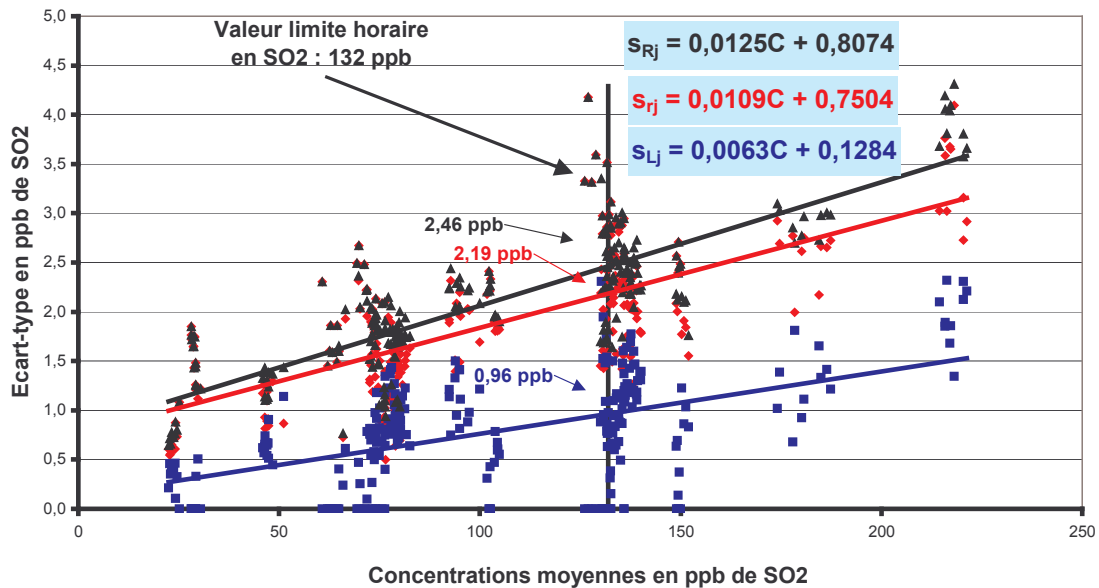 5,0
4,5
4,0
3,5
3,0
2,5
2,0
1,5
1,0
0,5
0,0
Ecart-type en ppb de SO2
Valeur limite horaire
en SO2 : 132 ppb
sRj = 0,0125C + 0,8074
srj = 0,0109C + 0,7504
sLj = 0,0063C + 0,1284
2,46 ppb
2,19 ppb
0,96 ppb
0
50
100
150
200
250
Concentrations moyennes en ppb de SO2